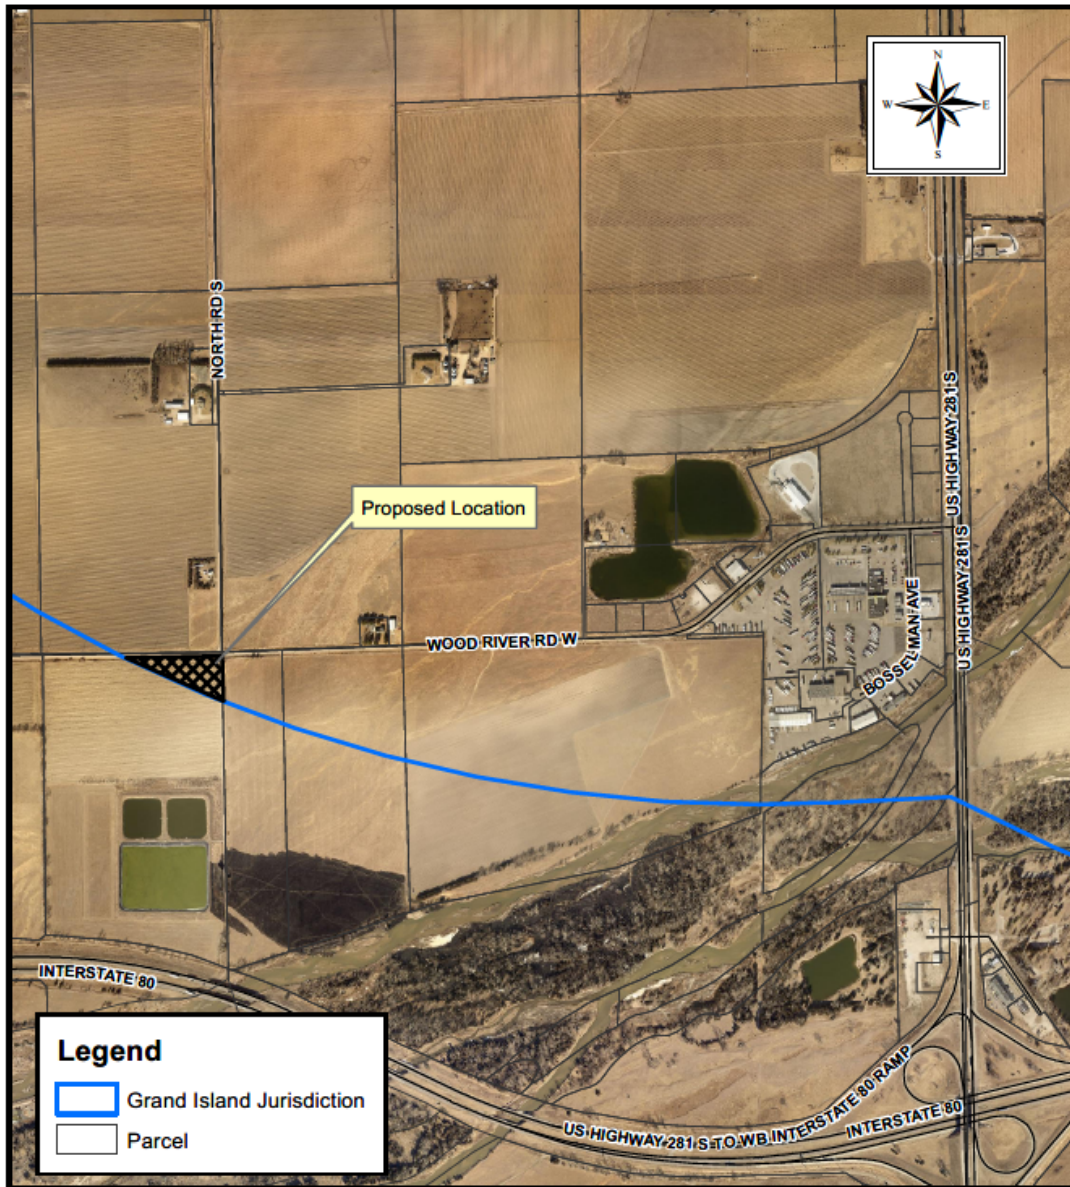 N
W E
S
NORTH RD S
US HIGHWAY 281 S
Proposed Location
US HIGHWAY 281 S
WOOD RIVER RD W
BOSSELMAN AVE
INTERSTATE 80
Legend
Grand Island Jurisdiction
Parcel
US HIGHWAY 281 S TO WB INTERSTATE 80 RAMP
INTERSTATE 80